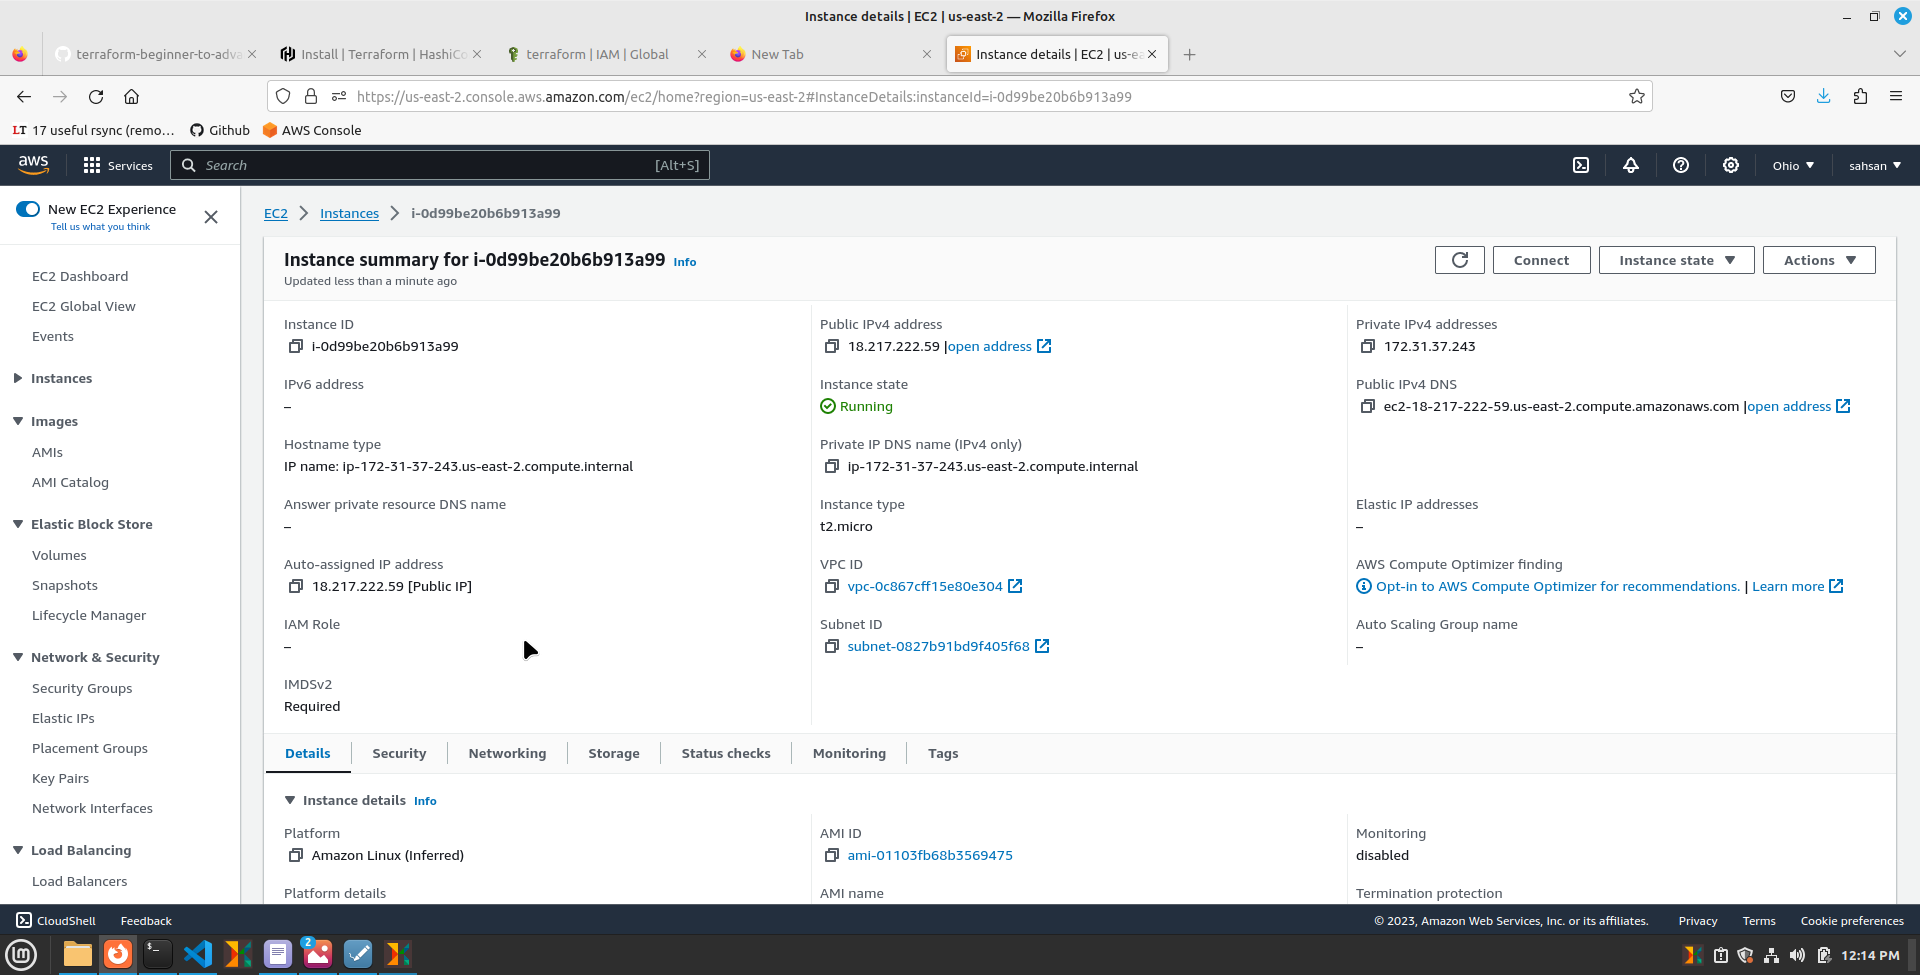 Instance details | EC2 | us-east-2 — Mozilla Firefox
terraform-beginner-to-adva
Install | Terraform | HashiCo
terraform | IAM | Global
New Tab
Instance details | EC2 | us-ea
https://us-east-2.console.aws.amazon.com/ec2/home?region=us-east-2#InstanceDetails:instanceId=i-0d99be20b6b913a99
LT 17 useful rsync (remo…
Github
AWS Console
aws
Services
Search
[Alt+S]
Ohio
sahsan
New EC2 Experience
Tell us what you think
EC2 Dashboard
EC2 Global View
Events
Instances
Images
AMIs
AMI Catalog
Elastic Block Store
Volumes
Snapshots
Lifecycle Manager
Network & Security
Security Groups
Elastic IPs
Placement Groups
Key Pairs
Network Interfaces
Load Balancing
Load Balancers
EC2
Instances
i-0d99be20b6b913a99
Instance summary for i-0d99be20b6b913a99 Info
Updated less than a minute ago
Connect
Instance state
Actions
Instance ID
i-0d99be20b6b913a99
Public IPv4 address
18.217.222.59 |open address
Private IPv4 addresses
172.31.37.243
IPv6 address
–
Instance state
Running
Public IPv4 DNS
ec2-18-217-222-59.us-east-2.compute.amazonaws.com |open address
Hostname type
IP name: ip-172-31-37-243.us-east-2.compute.internal
Private IP DNS name (IPv4 only)
ip-172-31-37-243.us-east-2.compute.internal
Answer private resource DNS name
–
Instance type
t2.micro
Elastic IP addresses
–
Auto-assigned IP address
18.217.222.59 [Public IP]
VPC ID
vpc-0c867cff15e80e304
AWS Compute Optimizer finding
Opt-in to AWS Compute Optimizer for recommendations. | Learn more
IAM Role
–
Subnet ID
subnet-0827b91bd9f405f68
Auto Scaling Group name
–
IMDSv2
Required
Details
Security
Networking
Storage
Status checks
Monitoring
Tags
Instance details Info
Platform
Amazon Linux (Inferred)
AMI ID
ami-01103fb68b3569475
Monitoring
disabled
Platform details
AMI name
Termination protection
CloudShell
Feedback
© 2023, Amazon Web Services, Inc. or its affiliates.
Privacy
Terms
Cookie preferences
2
12:14 PM